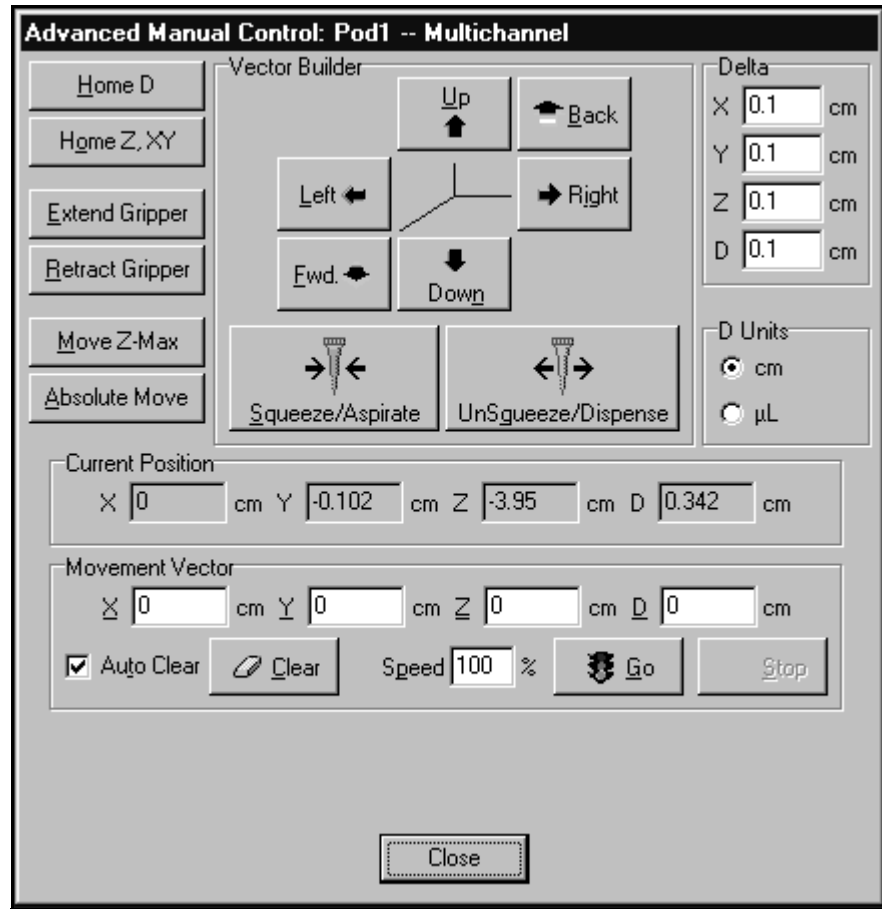 Advanced Manual Control: Pod1 -- Multichannel
Home D
Home Z, XY
Extend Gripper
Retract Gripper
Move Z-Max
Absolute Move
Vector Builder
Up
Back
Left
Right
Fwd.
Down
Squeeze/Aspirate
UnSqueeze/Dispense
Delta
X 0.1 cm
Y 0.1 cm
Z 0.1 cm
D 0.1 cm
D Units
cm
µL
Current Position
X 0 cm Y -0.102 cm Z -3.95 cm D 0.342 cm
Movement Vector
X 0 cm Y 0 cm Z 0 cm D 0 cm
Auto Clear Clear Speed 100 % Go Stop
Close